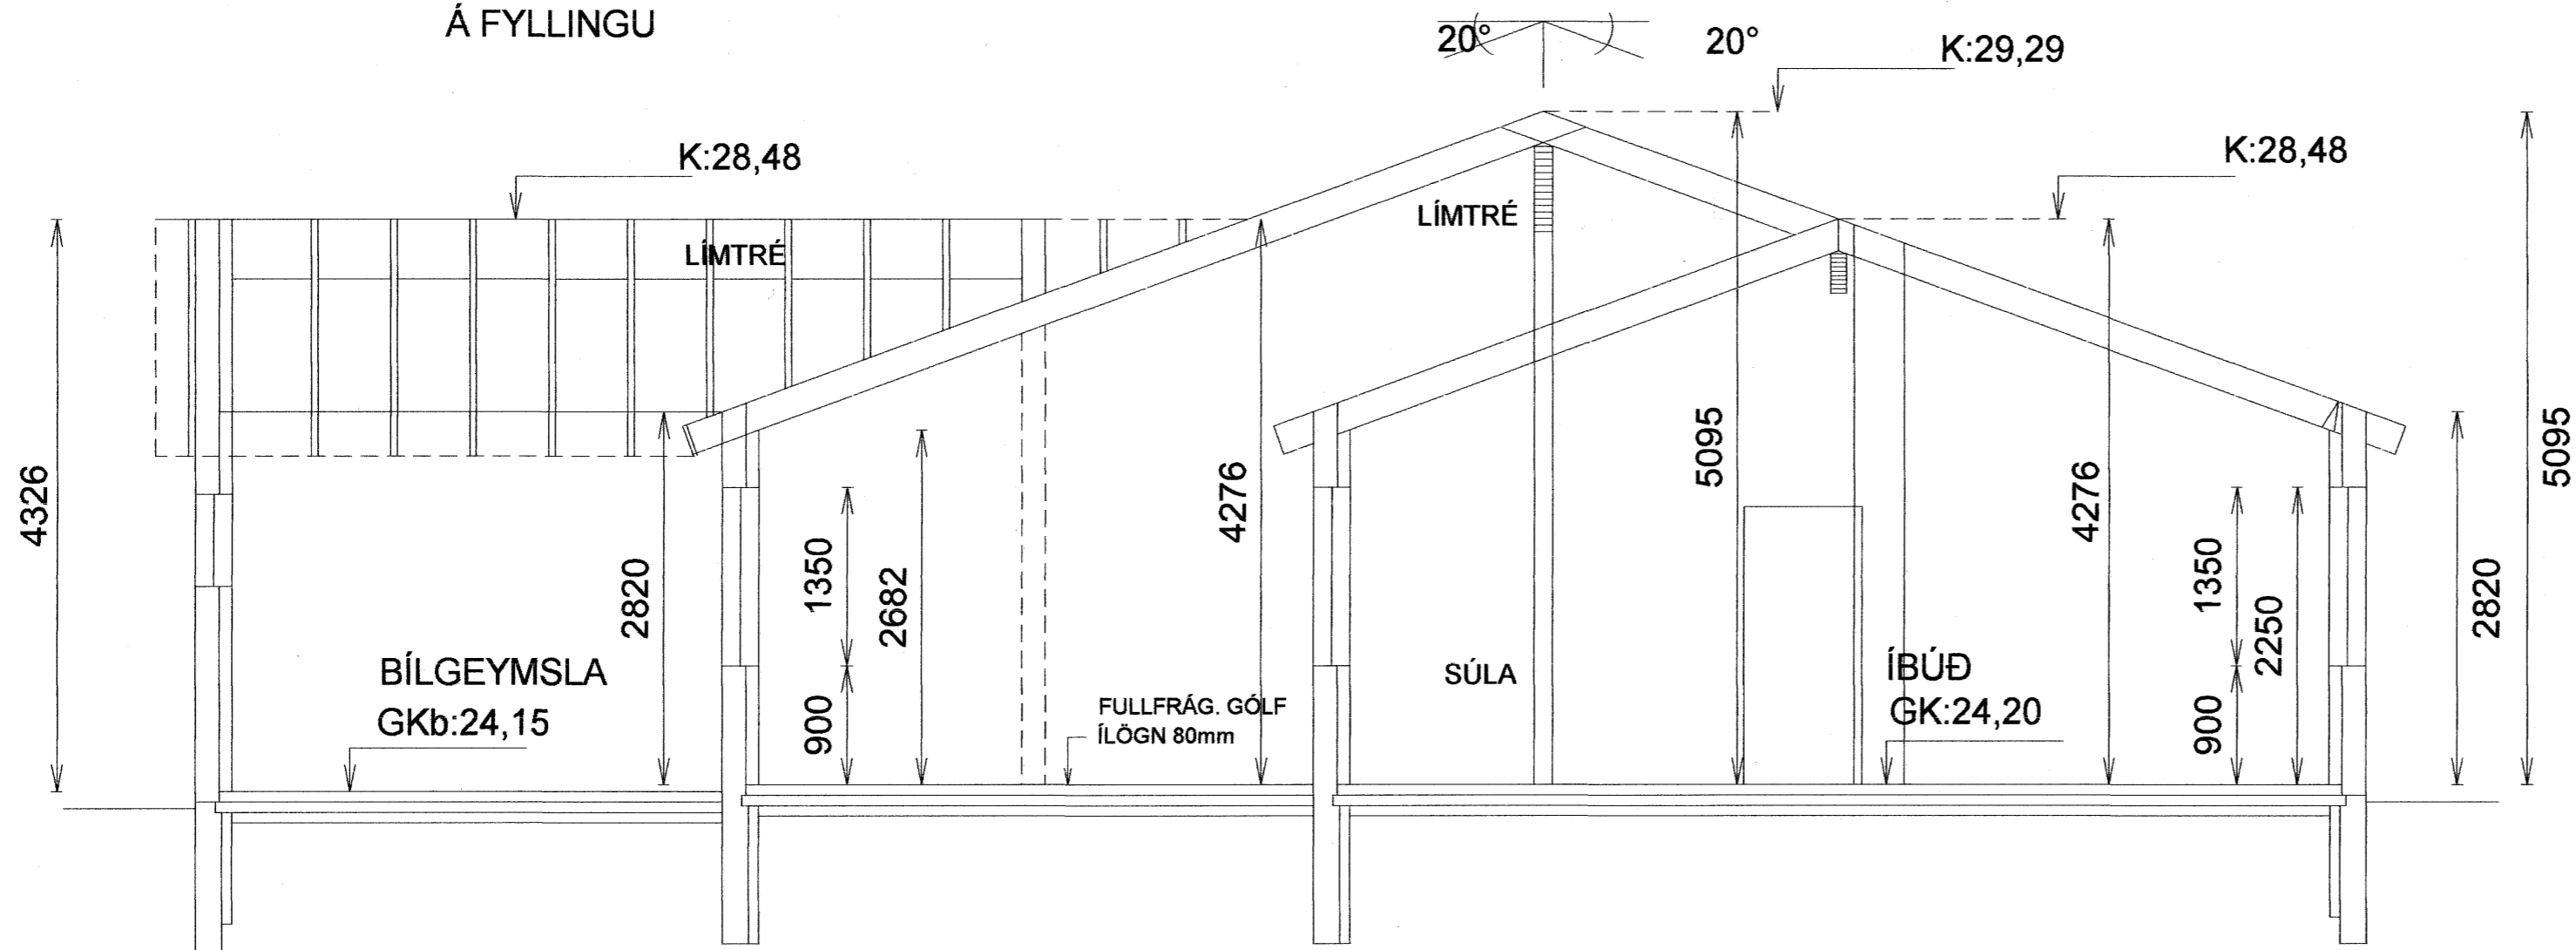 Á FYLLINGU
20°
20°
K:29,29
K:28,48
K:28,48
LÍMTRÉ
LÍMTRÉ
4326
2820
1350
2682
900
4276
5095
4276
1350
2250
900
2820
5095
BÍLGEYMSLA
GKb:24,15
FULLFRÁG. GÓLF
ÍLÖGN 80mm
SÚLA
ÍBÚÐ
GK:24,20